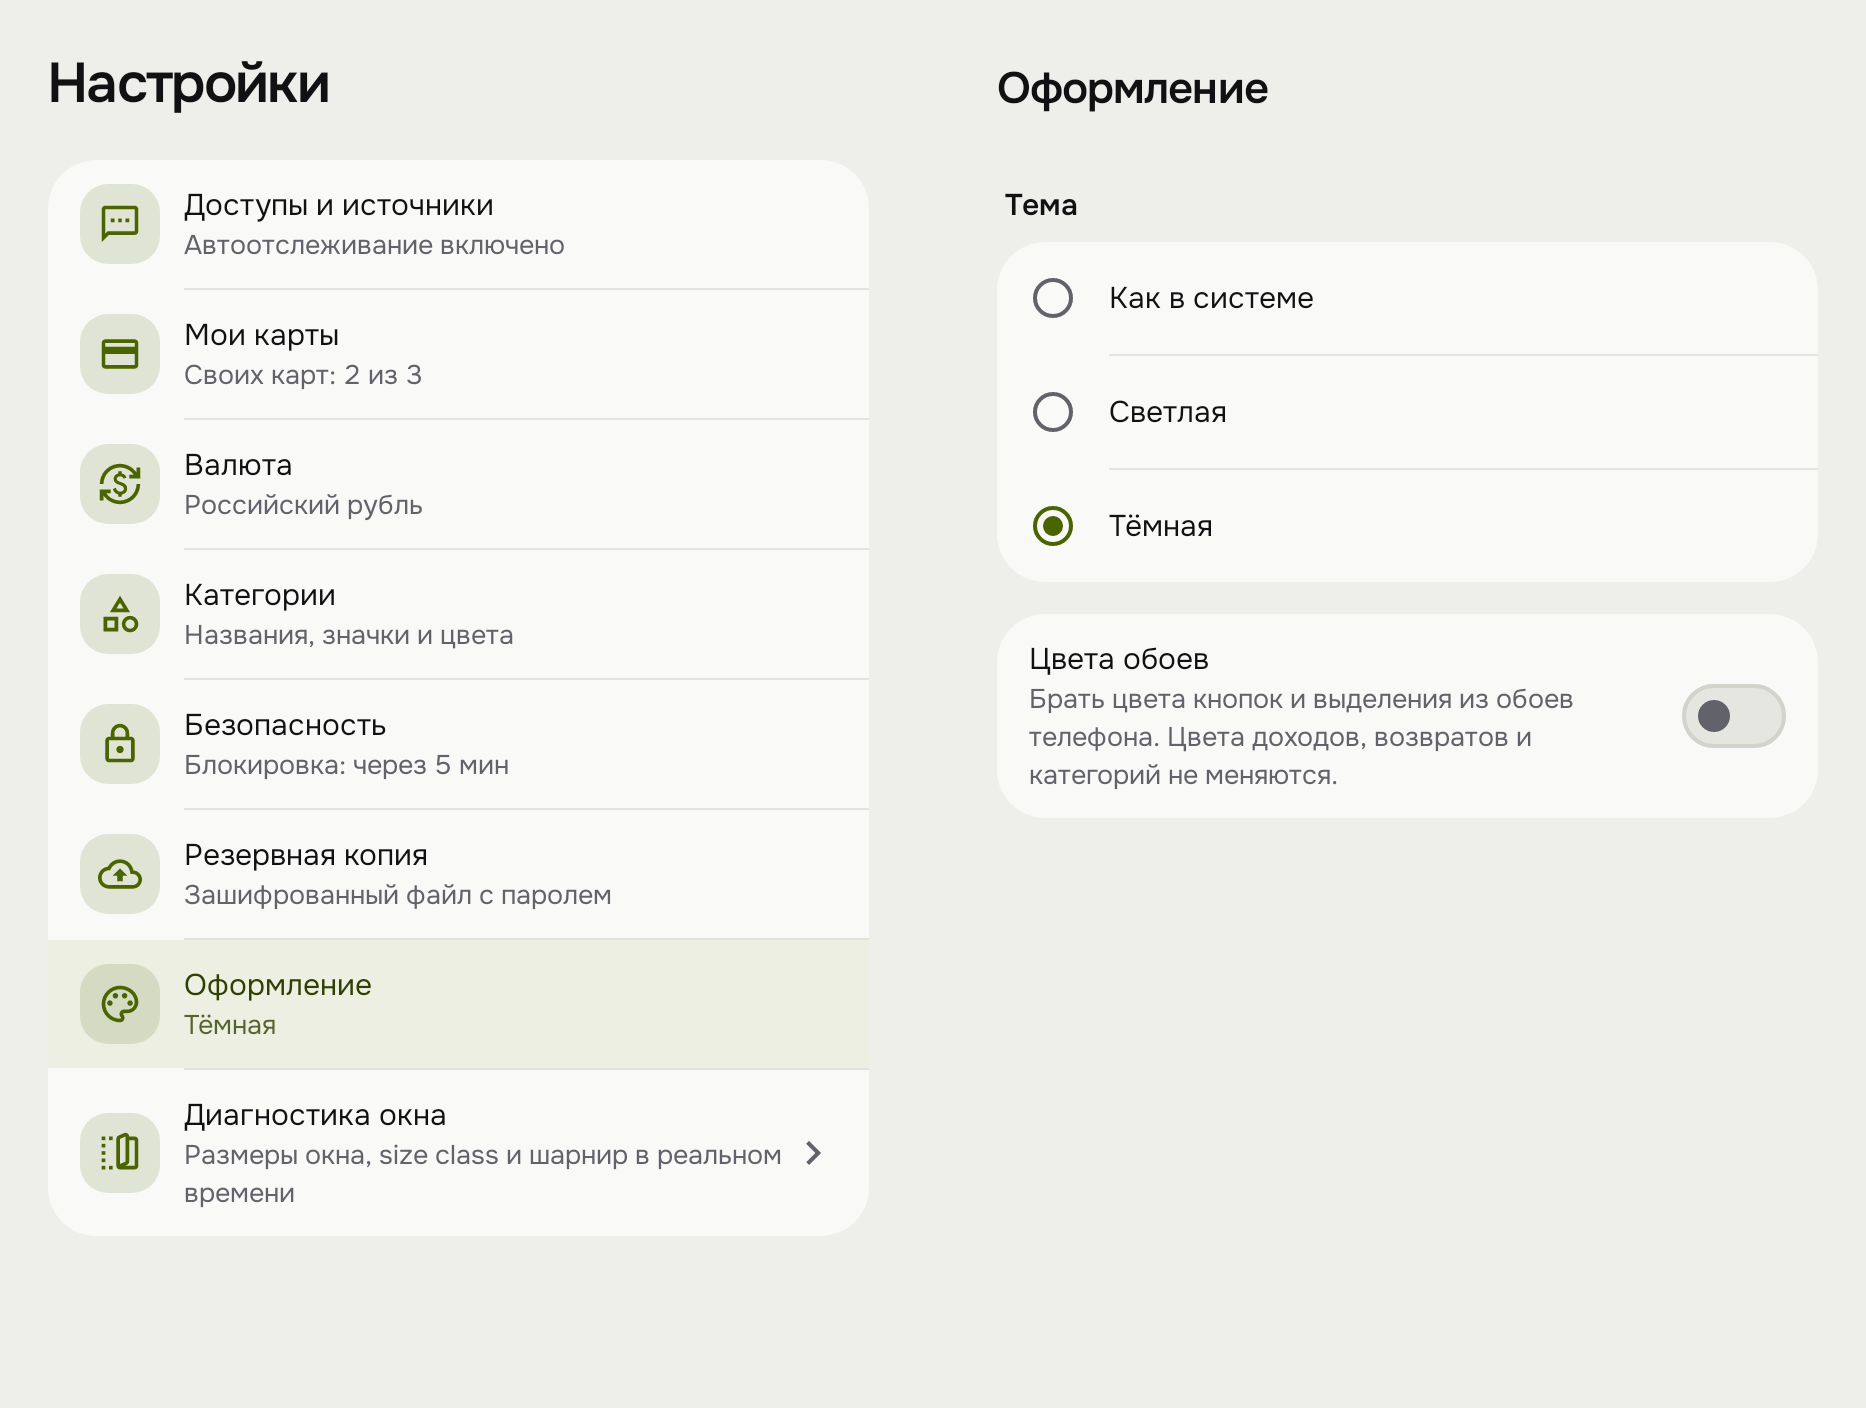 Настройки
Доступы и источники
Автоотслеживание включено
Мои карты
Своих карт: 2 из 3
Валюта
Российский рубль
Категории
Названия, значки и цвета
Безопасность
Блокировка: через 5 мин
Резервная копия
Зашифрованный файл с паролем
Оформление
Тёмная
Диагностика окна
Размеры окна, size class и шарнир в реальном
времени
Оформление
Тема
Как в системе
Светлая
Тёмная
Цвета обоев
Брать цвета кнопок и выделения из обоев
телефона. Цвета доходов, возвратов и
категорий не меняются.